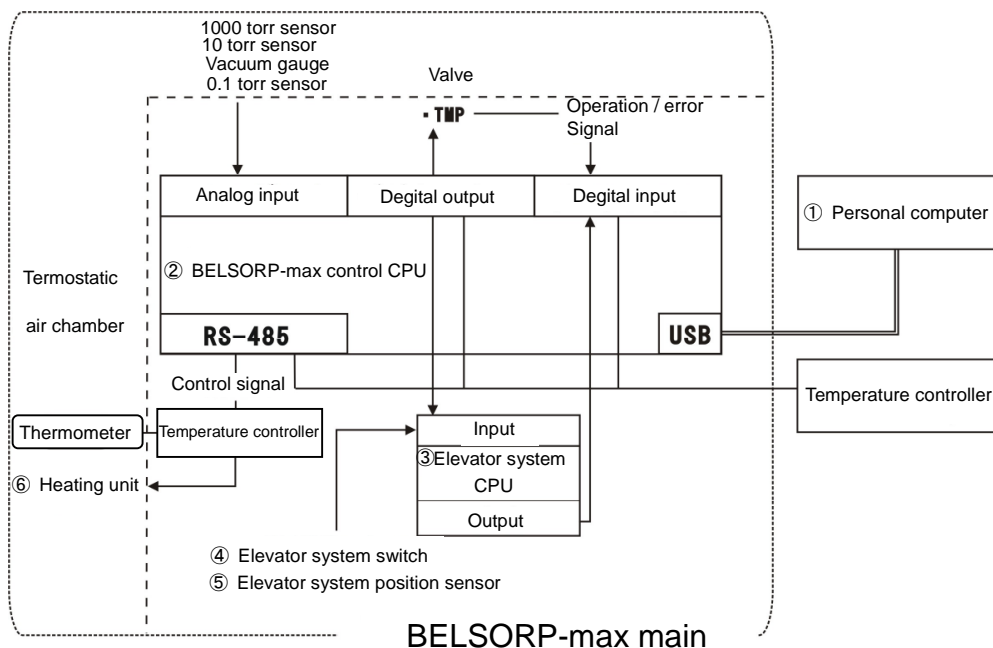 1000 torr sensor
10 torr sensor
Vacuum gauge
0.1 torr sensor
Valve
・TMP
Operation / error
Signal
Analog input
Degital output
Degital input
① Personal computer
② BELSORP-max control CPU
Termostatic
air chamber
RS-485
USB
Control signal
Temperature controller
Thermometer
Temperature controller
Input
③Elevator system
CPU
Output
⑥ Heating unit
④ Elevator system switch
⑤ Elevator system position sensor
BELSORP-max main